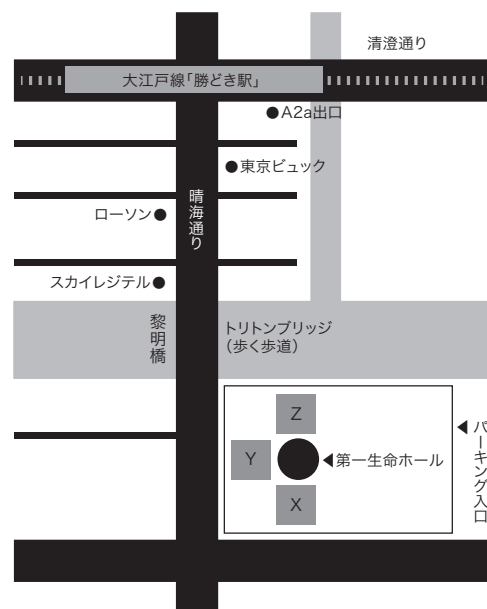 清澄通り
大江戸線「勝どき駅」
●A2a出口
●東京ビュック
晴海通り
ローソン●
スカイレジテル●
黎明橋
トリトンブリッジ
(歩く歩道)
Z
Y
◀第一生命ホール
X
◀パーキング入口